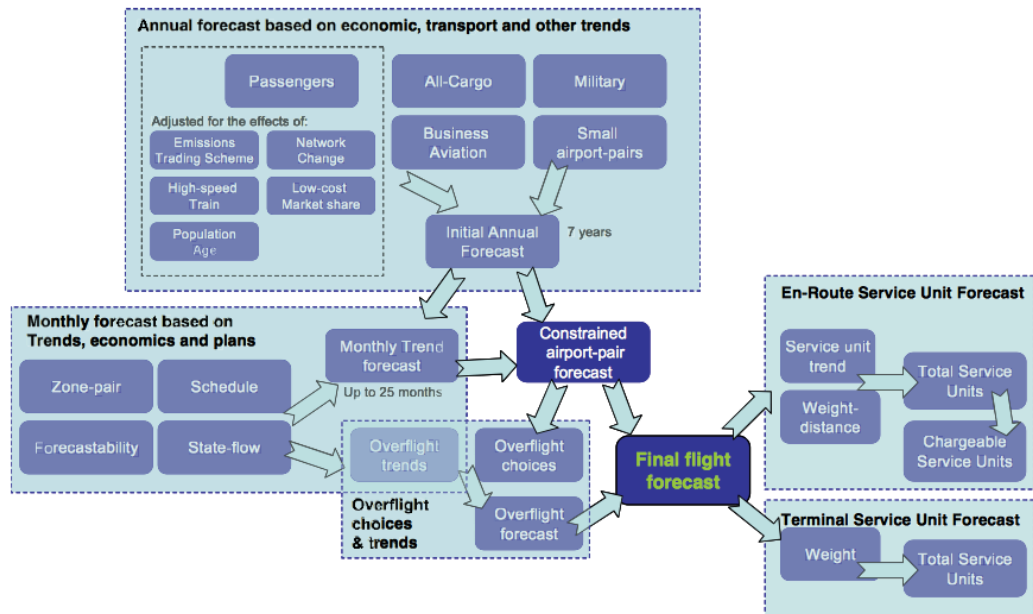 Annual forecast based on economic, transport and other trends
Passengers
All-Cargo
Military
Adjusted for the effects of:
Emissions
Trading Scheme
Network
Change
Business
Aviation
Small
airport-pairs
High-speed
Train
Low-cost
Market share
Population
Age
Initial Annual
Forecast
7 years
Monthly forecast based on
Trends, economics and plans
Monthly Trend
forecast
Up to 25 months
Zone-pair
Schedule
Forecastability
State-flow
Constrained
airport-pair
forecast
Overflight
trends
Overflight
choices
Overflight
choices
& trends
Overflight
forecast
Final flight
forecast
En-Route Service Unit Forecast
Service unit
trend
Total Service
Units
Weight-
distance
Chargeable
Service Units
Terminal Service Unit Forecast
Weight
Total Service
Units